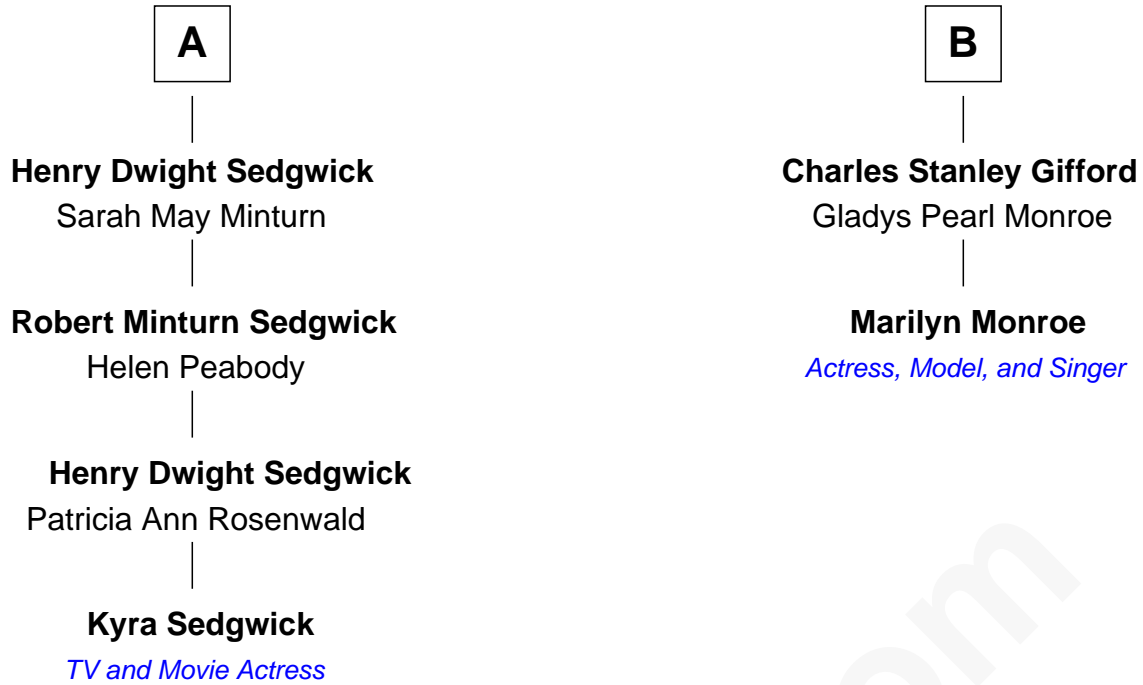 A
Henry Dwight Sedgwick
Sarah May Minturn
Robert Minturn Sedgwick
Helen Peabody
Henry Dwight Sedgwick
Patricia Ann Rosenwald
Kyra Sedgwick
TV and Movie Actress
B
Charles Stanley Gifford
Gladys Pearl Monroe
Marilyn Monroe
Actress, Model, and Singer
om